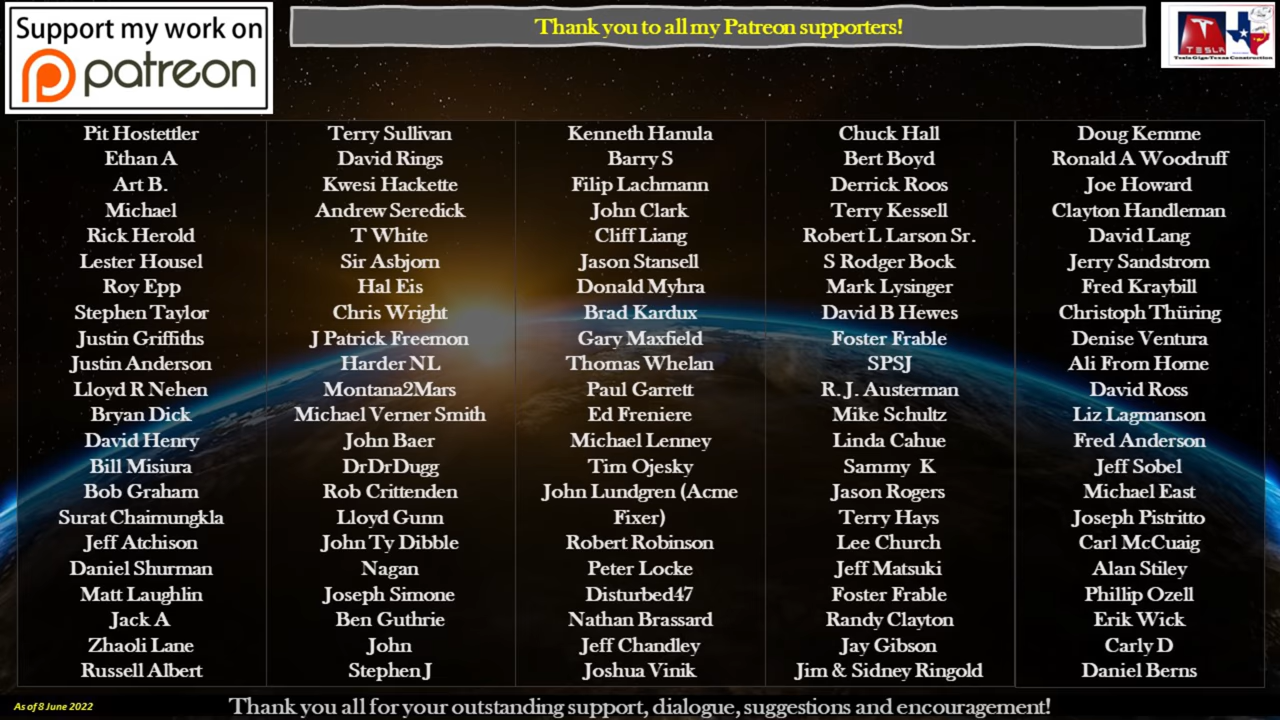 Support my work on
patreon
Thank you to all my Patreon supporters!
TESLA
Tesla Giga-Texas Construction
Pit Hostettler
Ethan A
Art B.
Michael
Rick Herold
Lester Housel
Roy Epp
Stephen Taylor
Justin Griffiths
Justin Anderson
Lloyd R Nehen
Bryan Dick
David Henry
Bill Misiura
Bob Graham
Surat Chaimungkla
Jeff Atchison
Daniel Shurman
Matt Laughlin
Jack A
Zhaoli Lane
Russell Albert
Terry Sullivan
David Rings
Kwesi Hackette
Andrew Seredick
T White
Sir Asbjorn
Hal Eis
Chris Wright
J Patrick Freemon
Harder NL
Montana2Mars
Michael Verner Smith
John Baer
DrDrDugg
Rob Crittenden
Lloyd Gunn
John Ty Dibble
Nagan
Joseph Simone
Ben Guthrie
John
Stephen J
Kenneth Hanula
Barry S
Filip Lachmann
John Clark
Cliff Liang
Jason Stansell
Donald Myhra
Brad Kardux
Gary Maxfield
Thomas Whelan
Paul Garrett
Ed Freniere
Michael Lenney
Tim Ojesky
John Lundgren (Acme
Fixer)
Robert Robinson
Peter Locke
Disturbed47
Nathan Brassard
Jeff Chandley
Joshua Vinik
Chuck Hall
Bert Boyd
Derrick Roos
Terry Kessell
Robert L Larson Sr.
S Rodger Bock
Mark Lysinger
David B Hewes
Foster Frable
SPSJ
R. J. Austerman
Mike Schultz
Linda Cahue
Sammy  K
Jason Rogers
Terry Hays
Lee Church
Jeff Matsuki
Foster Frable
Randy Clayton
Jay Gibson
Jim & Sidney Ringold
Doug Kemme
Ronald A Woodruff
Joe Howard
Clayton Handleman
David Lang
Jerry Sandstrom
Fred Kraybill
Christoph Thüring
Denise Ventura
Ali From Home
David Ross
Liz Lagmanson
Fred Anderson
Jeff Sobel
Michael East
Joseph Pistritto
Carl McCuaig
Alan Stiley
Phillip Ozell
Erik Wick
Carly D
Daniel Berns
As of 8 June 2022
Thank you all for your outstanding support, dialogue, suggestions and encouragement!